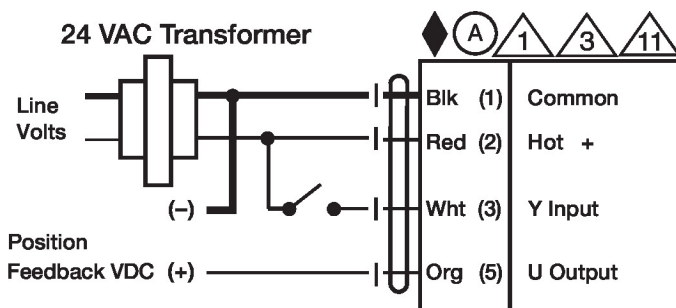 24 VAC Transformer
A 1 3 11
Line
Volts
Blk (1) Common
Red (2) Hot +
(–)
Wht (3) Y Input
Position
Feedback VDC (+)
Org (5) U Output